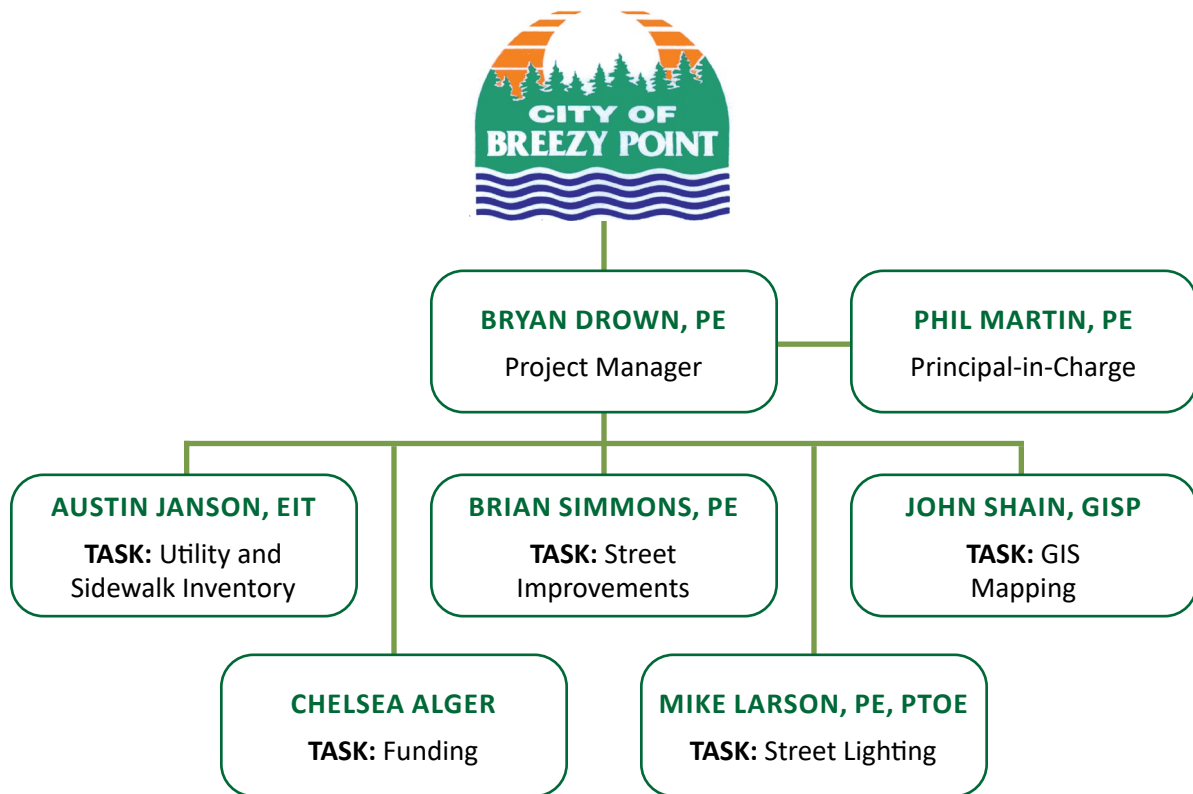 CITY OF
BREEZY POINT
BRYAN DROWN, PE
Project Manager
PHIL MARTIN, PE
Principal-in-Charge
AUSTIN JANSON, EIT
TASK: Utility and
Sidewalk Inventory
BRIAN SIMMONS, PE
TASK: Street
Improvements
JOHN SHAIN, GISP
TASK: GIS
Mapping
CHELSEA ALGER
TASK: Funding
MIKE LARSON, PE, PTOE
TASK: Street Lighting